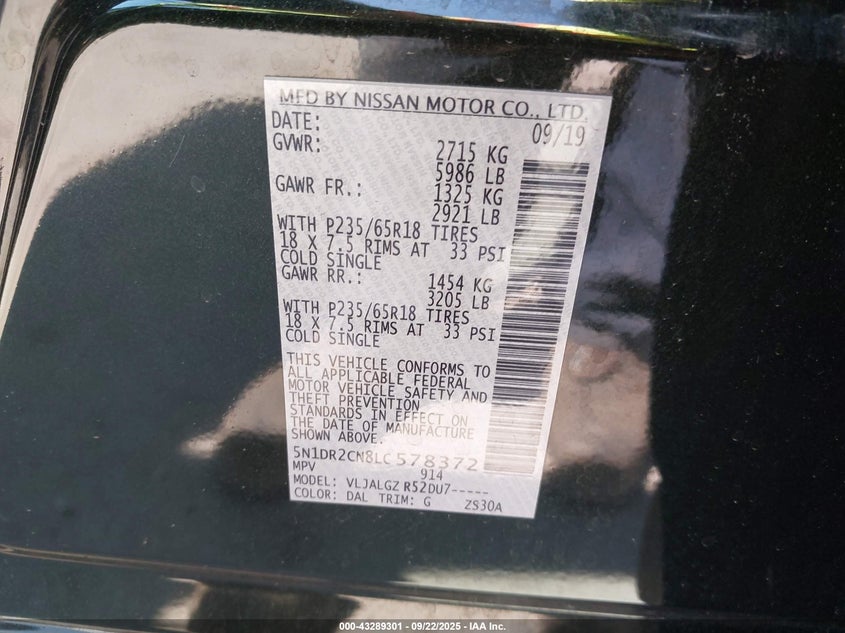 MFD BY NISSAN MOTOR CO., LTD.
DATE: 09/19
GVWR: 2715 KG
5986 LB
GAWR FR.: 1325 KG
2921 LB
WITH P235/65R18 TIRES
18 X 7.5 RIMS AT 33 PSI
COLD SINGLE
GAWR RR.: 1454 KG
3205 LB
WITH P235/65R18 TIRES
18 X 7.5 RIMS AT 33 PSI
COLD SINGLE
THIS VEHICLE CONFORMS TO
ALL APPLICABLE FEDERAL
MOTOR VEHICLE SAFETY AND
THEFT PREVENTION
STANDARDS IN EFFECT ON
THE DATE OF MANUFACTURE
SHOWN ABOVE.
5N1DR2CN8LC578372
MPV 914
MODEL: VLJALGZ R52DU7-----
COLOR: DAL TRIM: G ZS30A
000-43289301 - 09/22/2025 - IAA Inc.